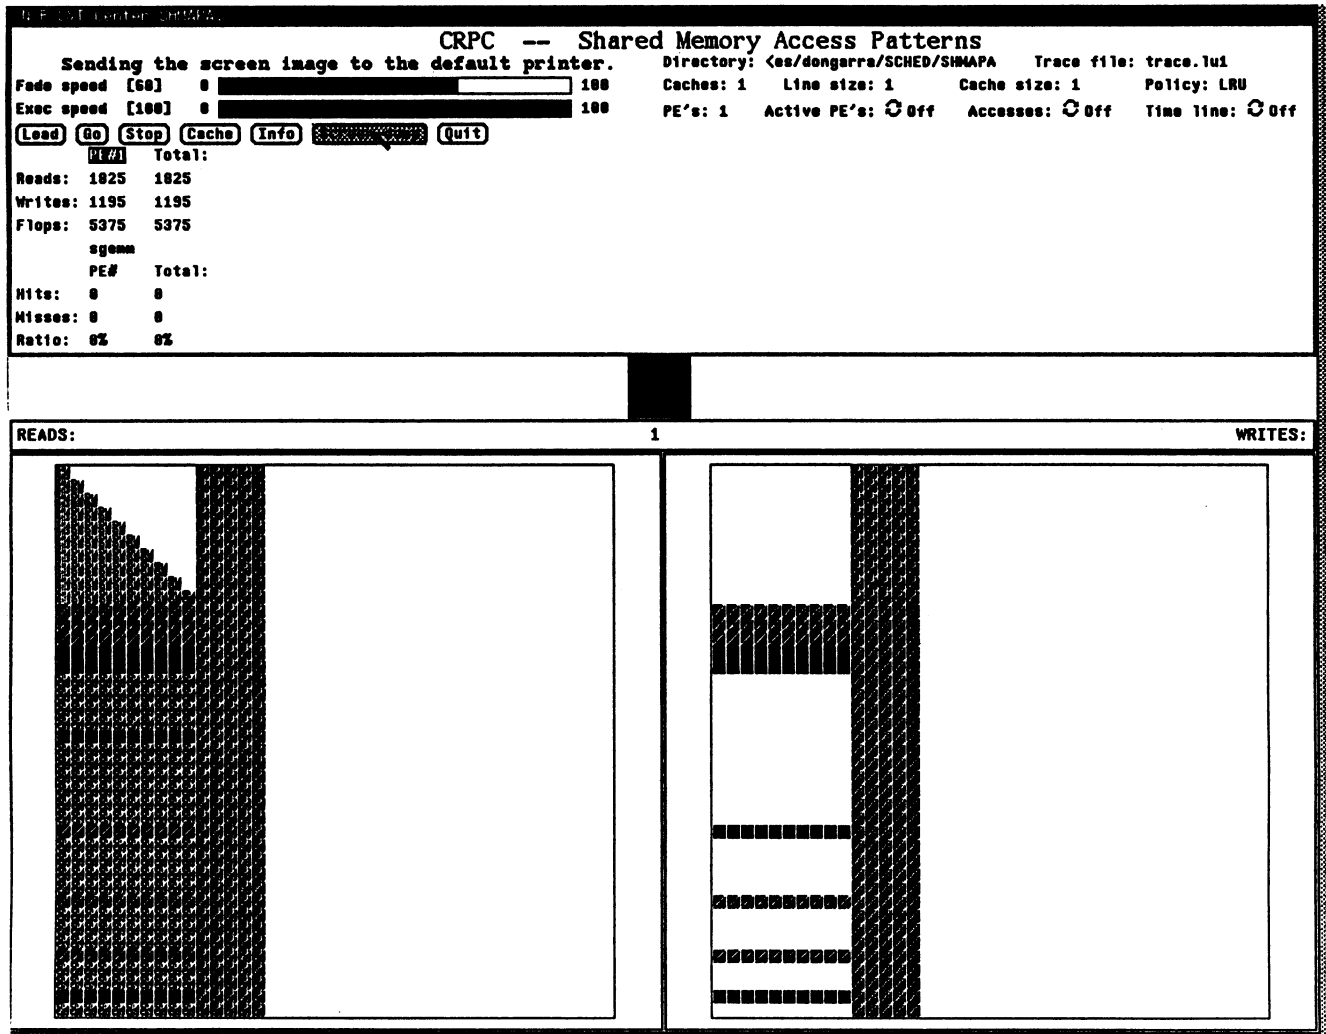 CRPC -- Shared Memory Access Patterns
Sending the screen image to the default printer.
Directory: <es/dongarra/SCHED/SHMAPA Trace file: trace.lu1
Fade speed [68] 0 100
Caches: 1 Line size: 1 Cache size: 1 Policy: LRU
Exec speed [100] 0 100
PE's: 1 Active PE's: Off Accesses: Off Time line: Off
Load Go Stop Cache Info Quit
PE#1 Total:
Reads: 1825 1825
Writes: 1195 1195
Flops: 5375 5375
sgemm
PE# Total:
Hits: 0 0
Misses: 0 0
Ratio: 0% 0%
READS: 1 WRITES: